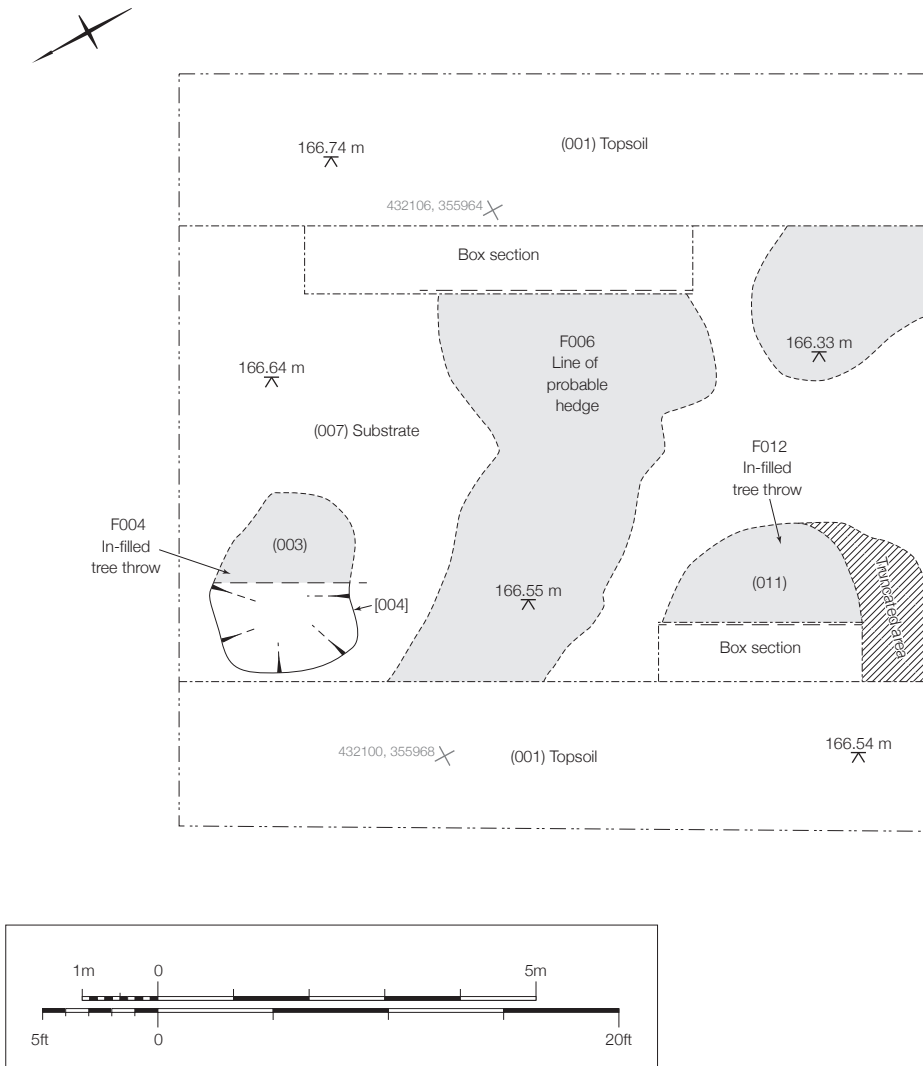 166.74 m
(001) Topsoil
432106, 355964
Box section
F006
Line of
probable
hedge
166.33 m
166.64 m
(007) Substrate
F012
In-filled
tree throw
F004
In-filled
tree throw
(003)
[004]
166.55 m
(011)
Truncated area
Box section
432100, 355968
(001) Topsoil
166.54 m
1m 0 5m
5ft 0 20ft